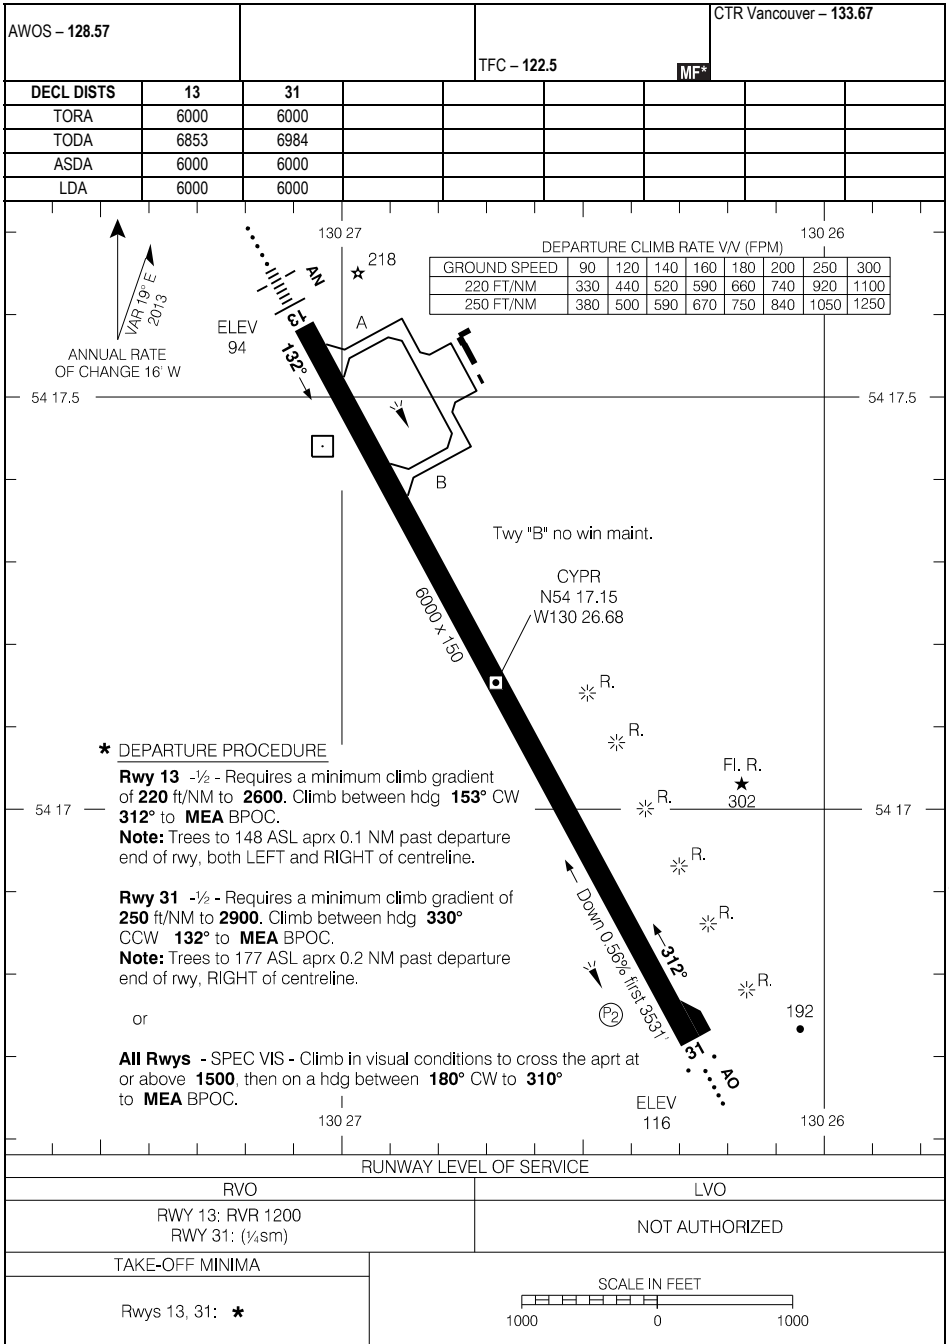 AWOS – 128.57
CTR Vancouver – 133.67
TFC – 122.5
MF*
DECL DISTS 13 31
TORA 6000 6000
TODA 6853 6984
ASDA 6000 6000
LDA 6000 6000
130 27
130 26
218
DEPARTURE CLIMB RATE V/V (FPM)
GROUND SPEED 90 120 140 160 180 200 250 300
220 FT/NM 330 440 520 590 660 740 920 1100
250 FT/NM 380 500 590 670 750 840 1050 1250
VAR 19° E
2013
ANNUAL RATE
OF CHANGE 16' W
AN
13
ELEV
94
132°
A
54 17.5
54 17.5
B
Twy "B" no win maint.
CYPR
N54 17.15
W130 26.68
6000 x 150
R.
R.
Fl. R.
302
R.
R.
R.
R.
54 17
54 17
* DEPARTURE PROCEDURE
Rwy 13 -½ - Requires a minimum climb gradient
of 220 ft/NM to 2600. Climb between hdg 153° CW
312° to MEA BPOC.
Note: Trees to 148 ASL aprx 0.1 NM past departure
end of rwy, both LEFT and RIGHT of centreline.
Rwy 31 -½ - Requires a minimum climb gradient of
250 ft/NM to 2900. Climb between hdg 330°
CCW 132° to MEA BPOC.
Note: Trees to 177 ASL aprx 0.2 NM past departure
end of rwy, RIGHT of centreline.
or
All Rwys - SPEC VIS - Climb in visual conditions to cross the aprt at
or above 1500, then on a hdg between 180° CW to 310°
to MEA BPOC.
Down 0.56% first 3531'
312°
P2
192
31
AO
ELEV
116
130 27
130 26
RUNWAY LEVEL OF SERVICE
RVO
LVO
RWY 13: RVR 1200
RWY 31: (¼sm)
NOT AUTHORIZED
TAKE-OFF MINIMA
Rwys 13, 31: *
SCALE IN FEET
1000 0 1000